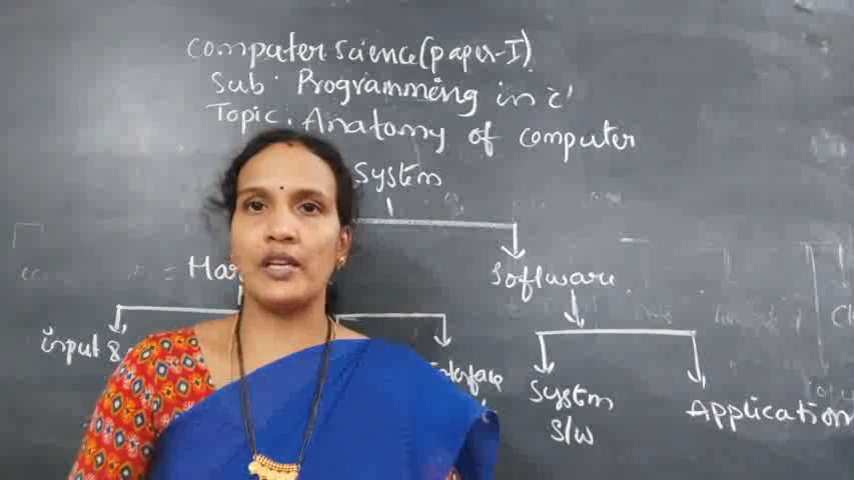 Computer science (paper-I)
Sub: Programming in 'c'
Topic: Anatomy of computer
System
Software
input &
System
S/W
Application